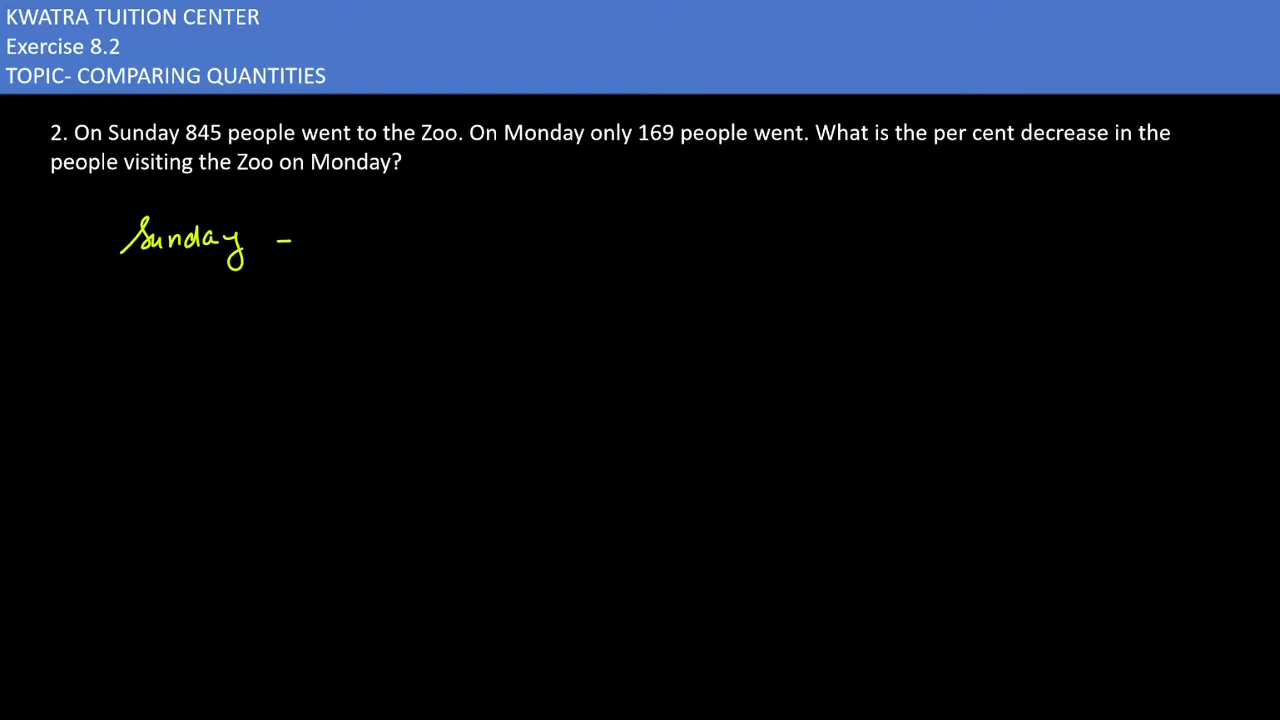 KWATRA TUITION CENTER
Exercise 8.2
TOPIC- COMPARING QUANTITIES
2. On Sunday 845 people went to the Zoo. On Monday only 169 people went. What is the per cent decrease in the
people visiting the Zoo on Monday?
Sunday -